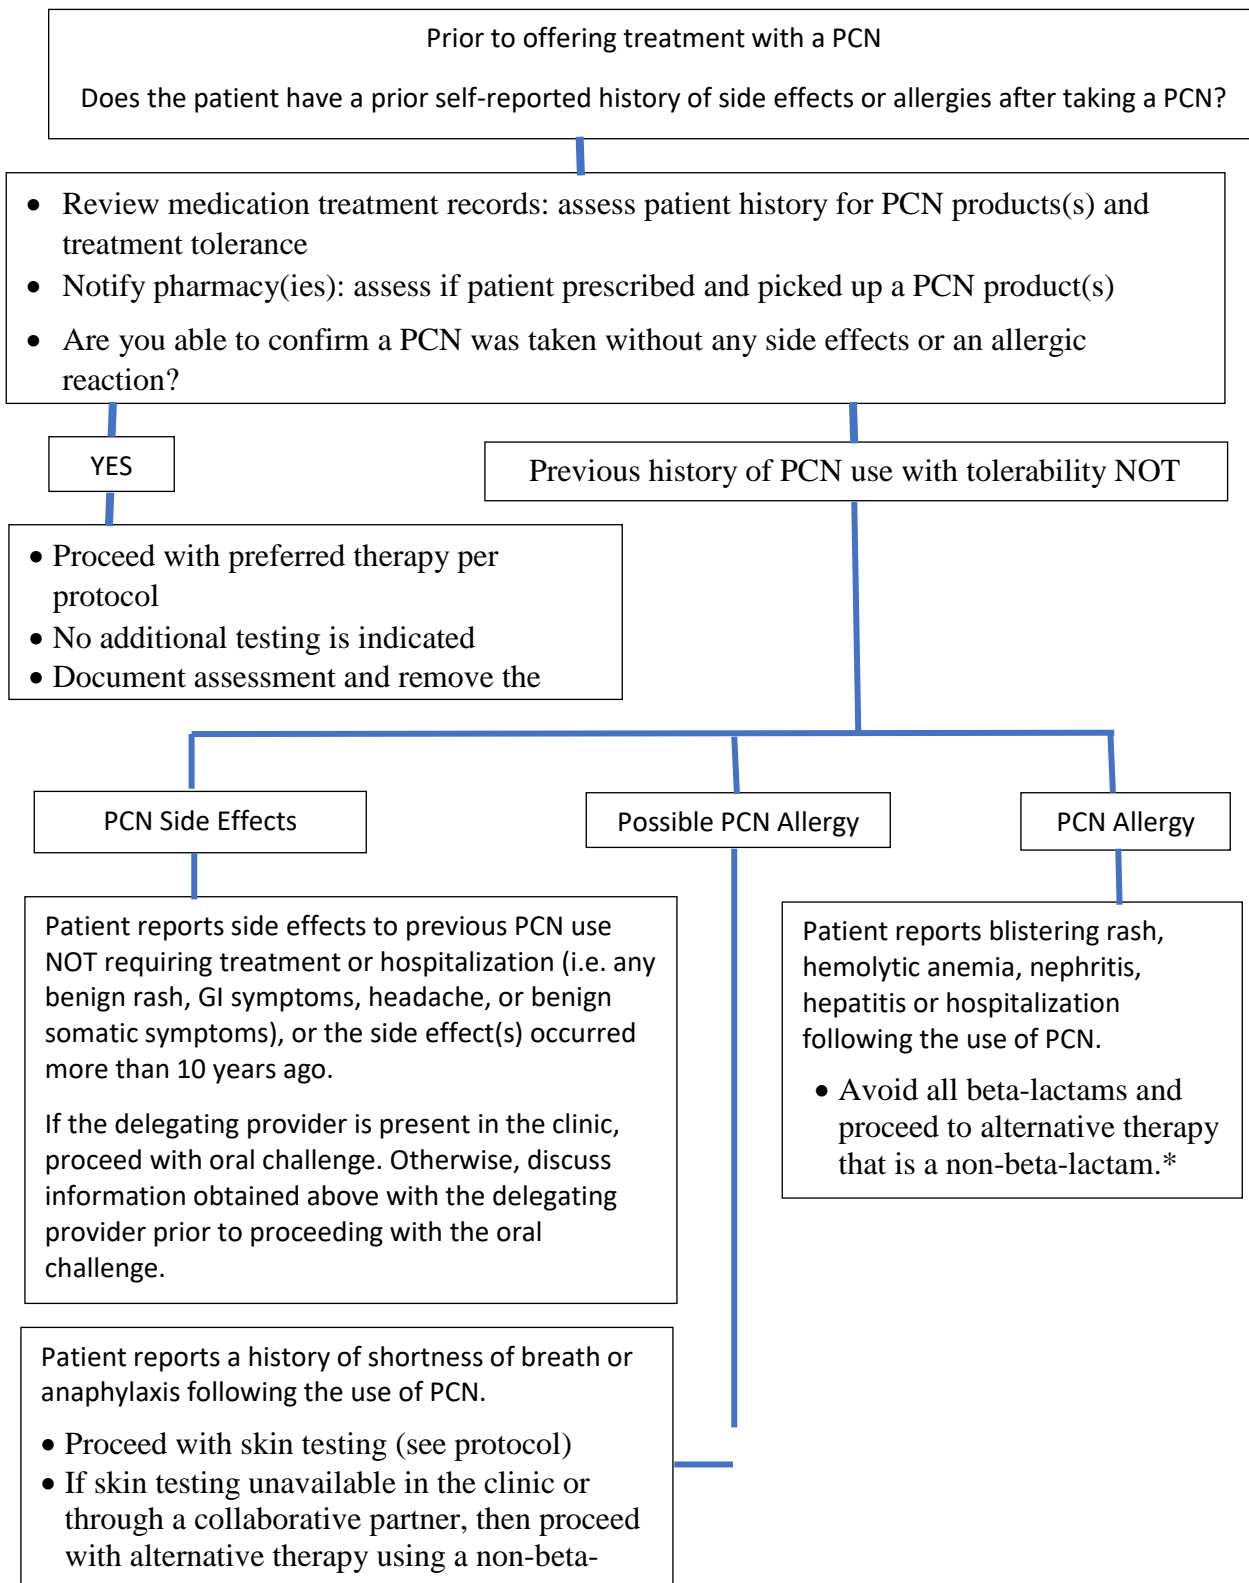 Prior to offering treatment with a PCN
Does the patient have a prior self-reported history of side effects or allergies after taking a PCN?
• Review medication treatment records: assess patient history for PCN products(s) and
treatment tolerance
• Notify pharmacy(ies): assess if patient prescribed and picked up a PCN product(s)
• Are you able to confirm a PCN was taken without any side effects or an allergic
reaction?
YES
Previous history of PCN use with tolerability NOT
• Proceed with preferred therapy per
protocol
• No additional testing is indicated
• Document assessment and remove the
PCN Side Effects
Possible PCN Allergy
PCN Allergy
Patient reports side effects to previous PCN use
NOT requiring treatment or hospitalization (i.e. any
benign rash, GI symptoms, headache, or benign
somatic symptoms), or the side effect(s) occurred
more than 10 years ago.
If the delegating provider is present in the clinic,
proceed with oral challenge. Otherwise, discuss
information obtained above with the delegating
provider prior to proceeding with the oral
challenge.
Patient reports blistering rash,
hemolytic anemia, nephritis,
hepatitis or hospitalization
following the use of PCN.
• Avoid all beta-lactams and
proceed to alternative therapy
that is a non-beta-lactam.*
Patient reports a history of shortness of breath or
anaphylaxis following the use of PCN.
• Proceed with skin testing (see protocol)
• If skin testing unavailable in the clinic or
through a collaborative partner, then proceed
with alternative therapy using a non-beta-